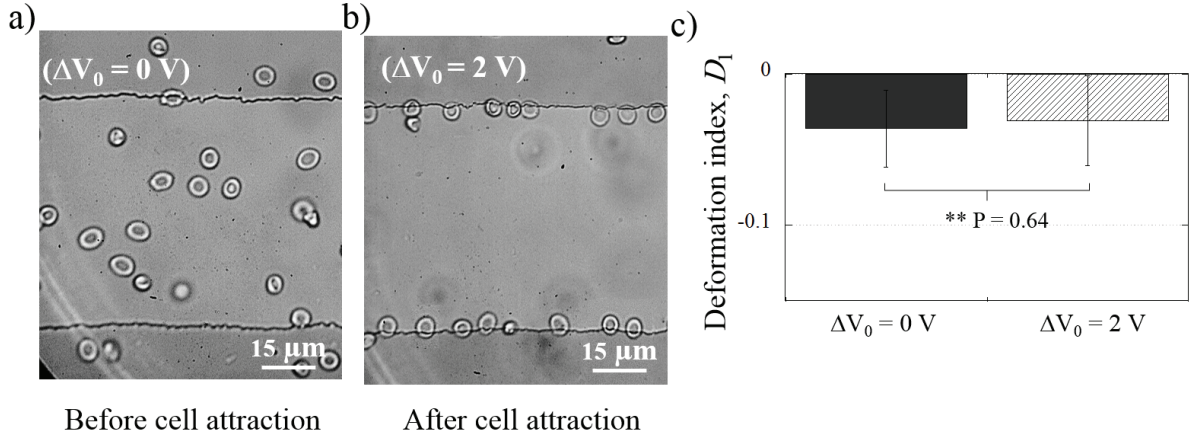 a)
(ΔV₀ = 0 V)
15 µm
Before cell attraction
b)
(ΔV₀ = 2 V)
15 µm
After cell attraction
c)
Deformation index, D₁
0
-0.1
** P = 0.64
ΔV₀ = 0 V
ΔV₀ = 2 V